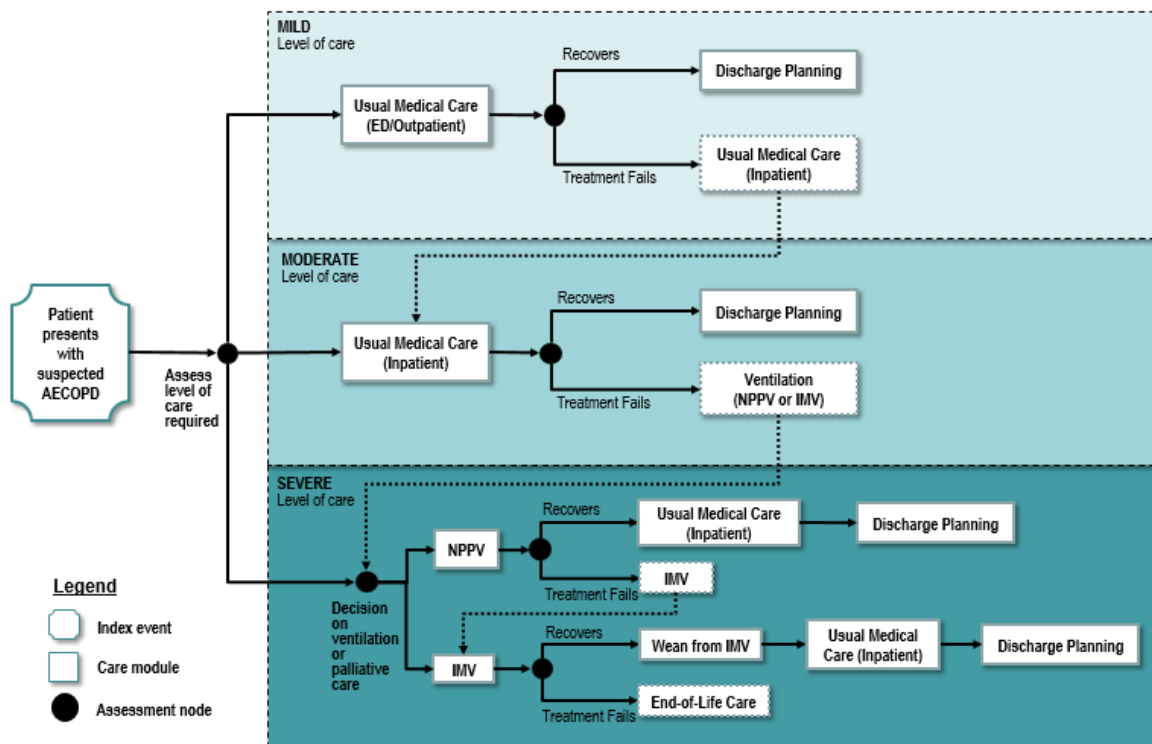 MILD
Level of care
Usual Medical Care
(ED/Outpatient)
Recovers
Discharge Planning
Treatment Fails
Usual Medical Care
(Inpatient)
MODERATE
Level of care
Patient
presents
with
suspected
AECOPD
Assess
level of
care
required
Usual Medical Care
(Inpatient)
Recovers
Discharge Planning
Treatment Fails
Ventilation
(NPPV or IMV)
SEVERE
Level of care
Decision
on
ventilation
or
palliative
care
NPPV
Recovers
Usual Medical Care
(Inpatient)
Discharge Planning
Treatment Fails
IMV
IMV
Recovers
Wean from IMV
Usual Medical
Care (Inpatient)
Discharge Planning
Treatment Fails
End-of-Life Care
Legend
Index event
Care module
Assessment node